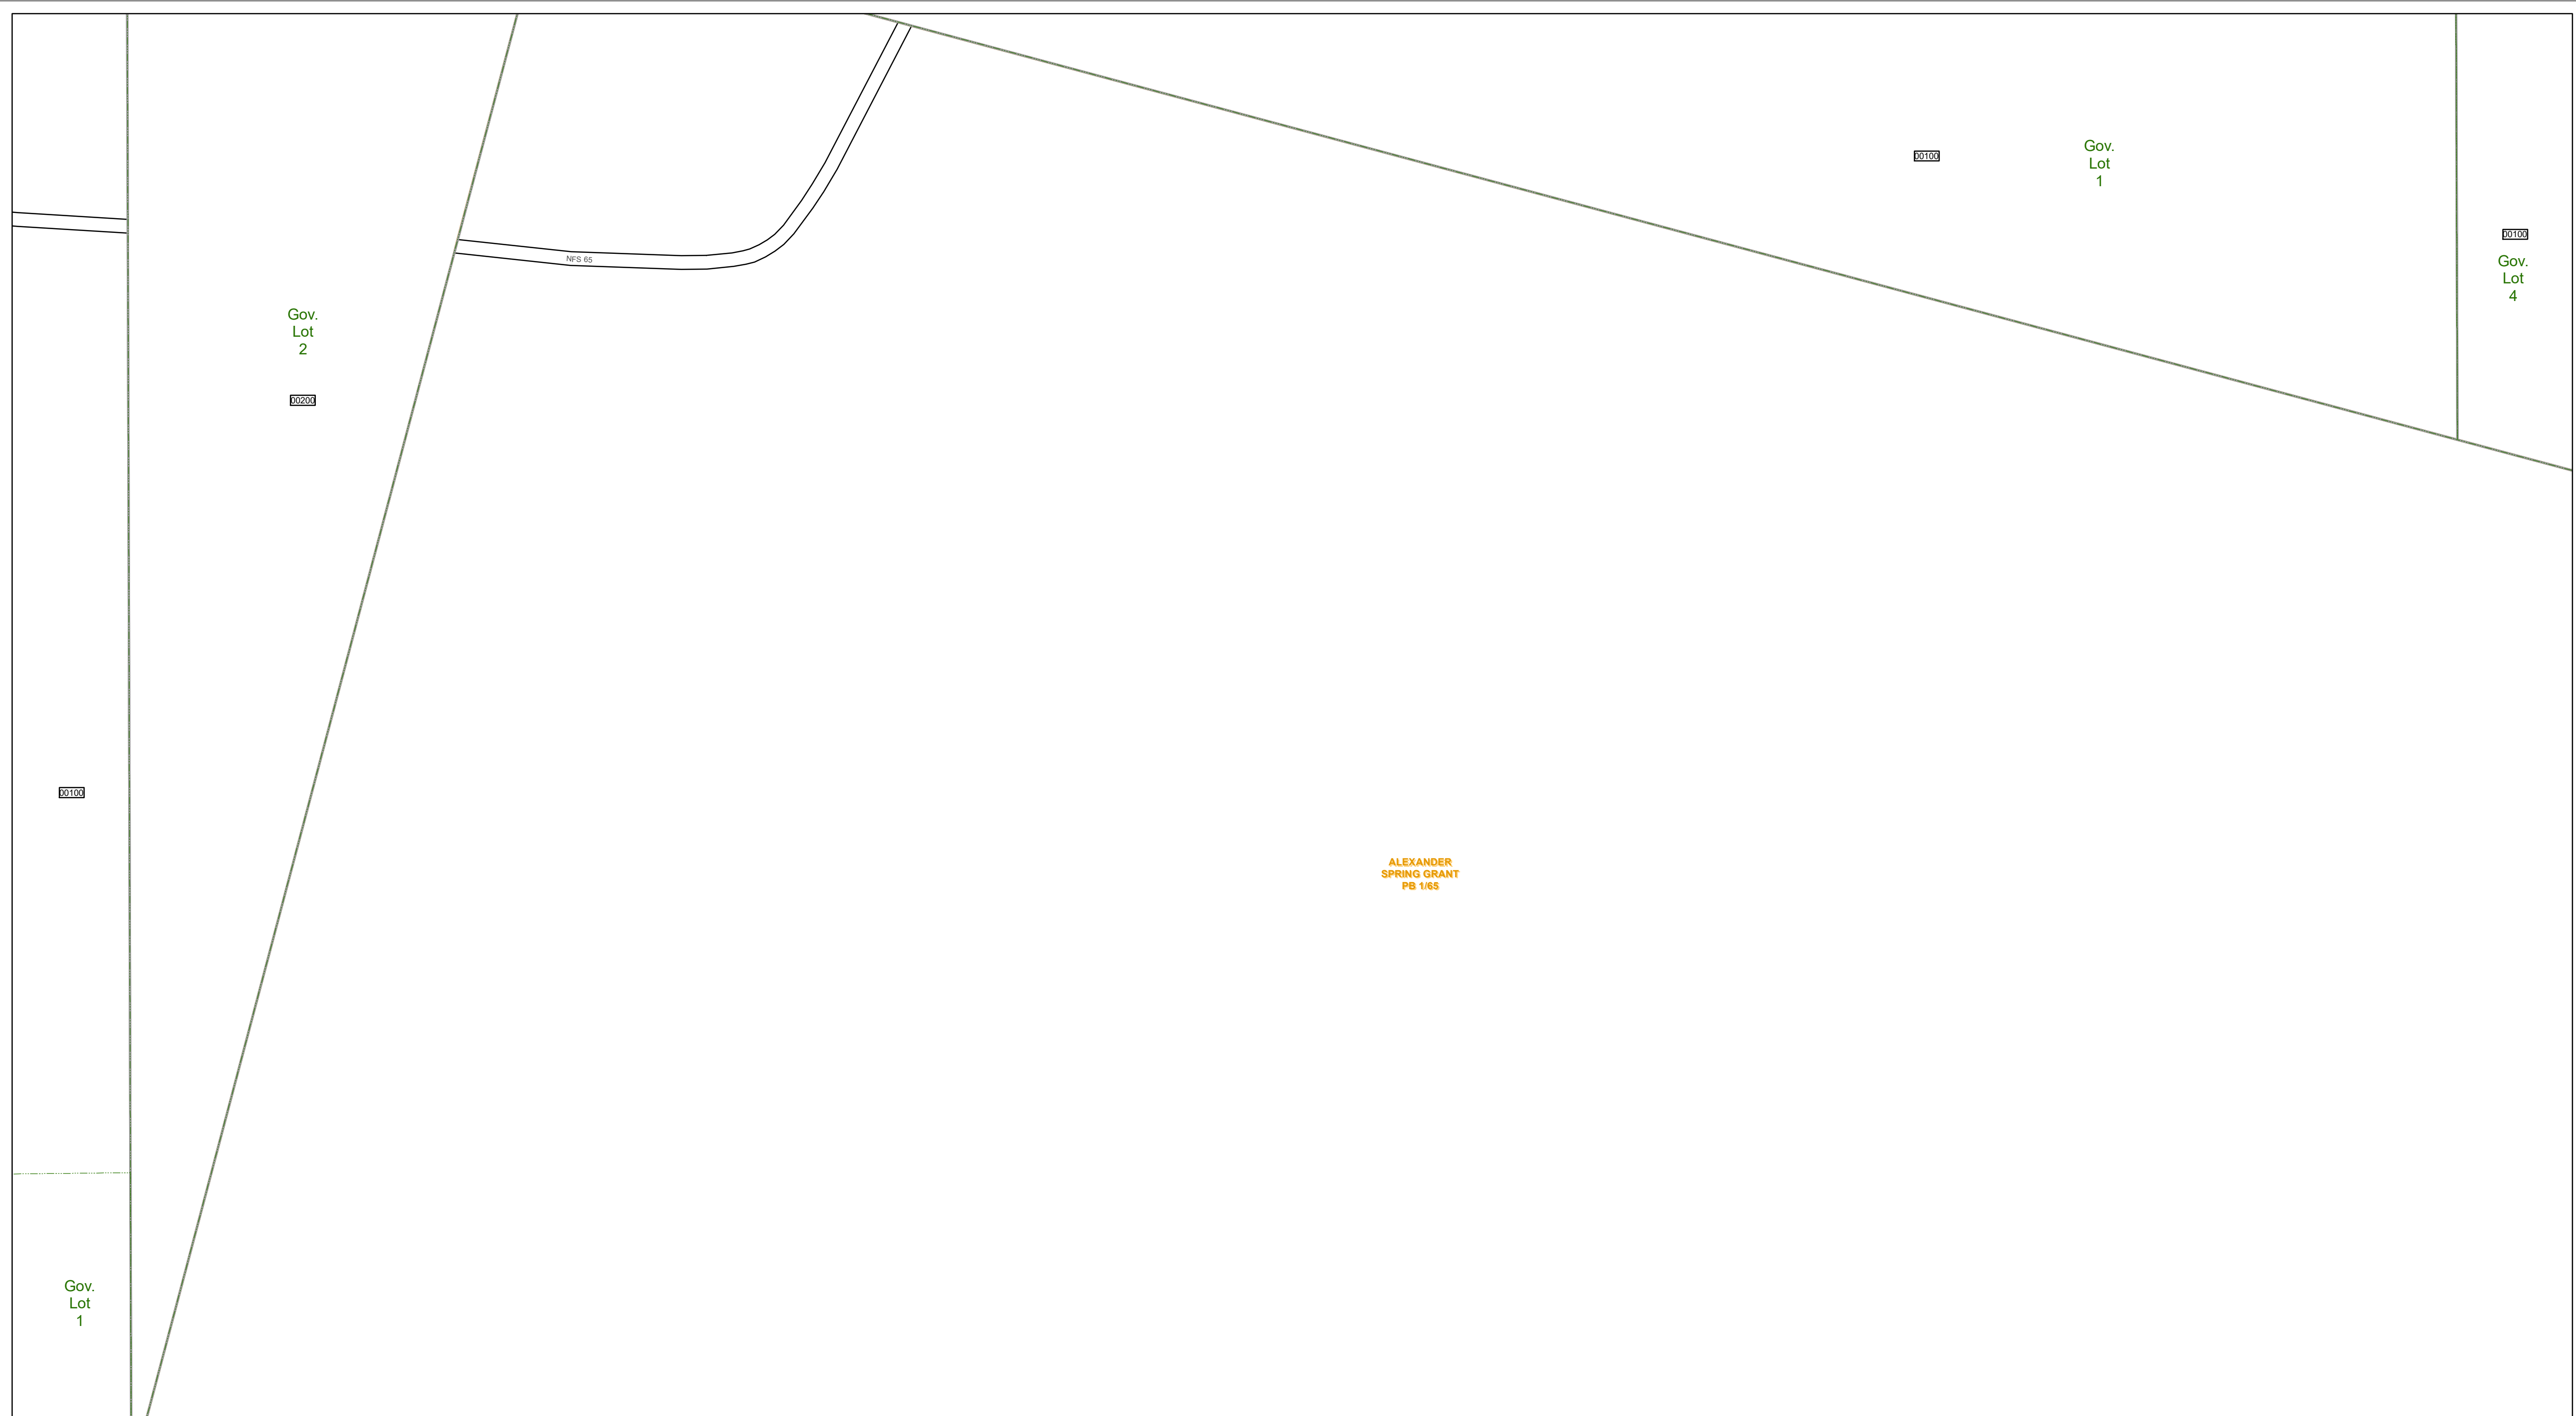 00100
Gov.
Lot
1
00100
Gov.
Lot
4
NFS 65
Gov.
Lot
2
00200
00100
ALEXANDER
SPRING GRANT
PB 1/65
Gov.
Lot
1